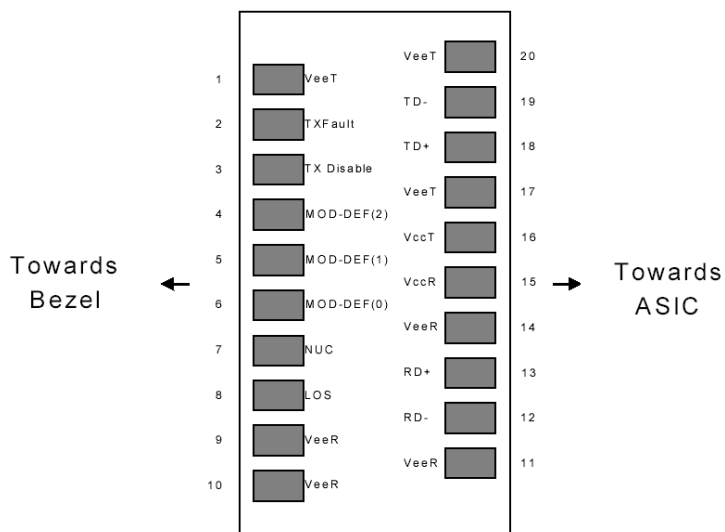 1 VeeT
2 TXFault
3 TX Disable
4 MOD-DEF(2)
5 MOD-DEF(1)
6 MOD-DEF(0)
7 NUC
8 LOS
9 VeeR
10 VeeR
VeeT 20
TD- 19
TD+ 18
VeeT 17
VccT 16
VccR 15
VeeR 14
RD+ 13
RD- 12
VeeR 11
Towards
Bezel
Towards
ASIC